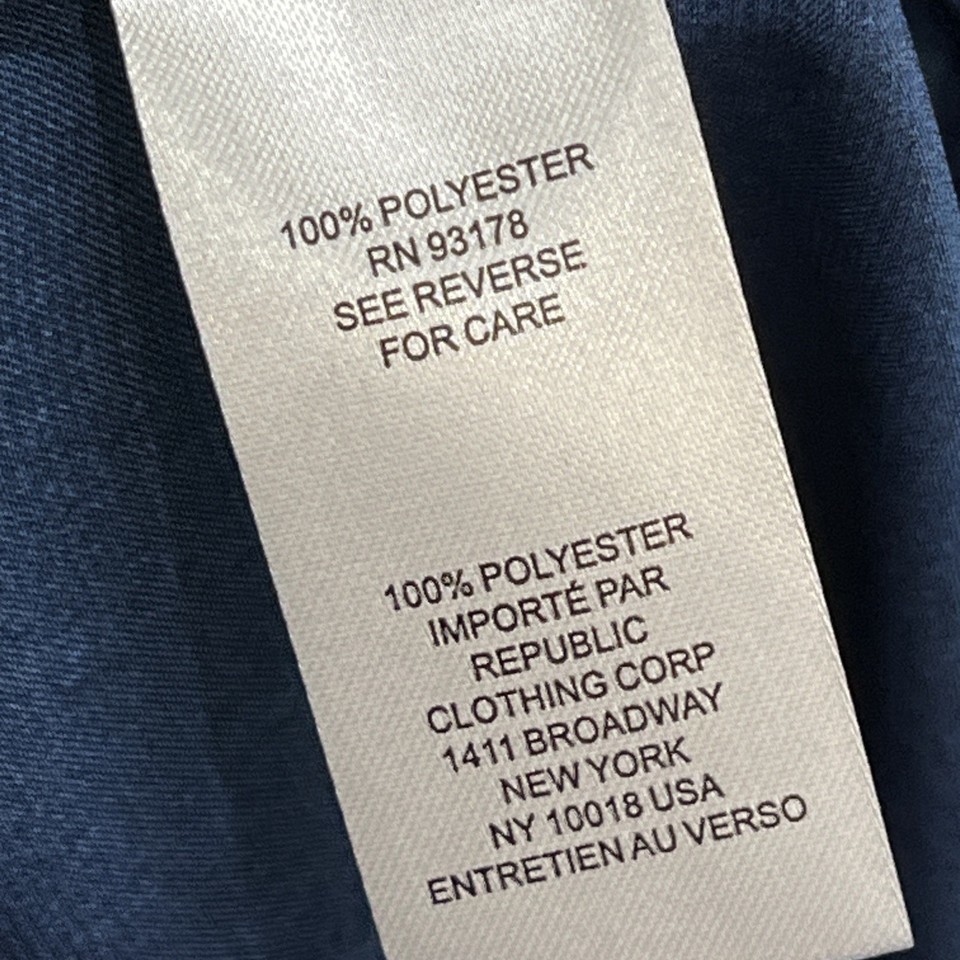 100% POLYESTER
RN 93178
SEE REVERSE
FOR CARE
100% POLYESTER
IMPORTÉ PAR
REPUBLIC
CLOTHING CORP
1411 BROADWAY
NEW YORK
NY 10018 USA
ENTRETIEN AU VERSO